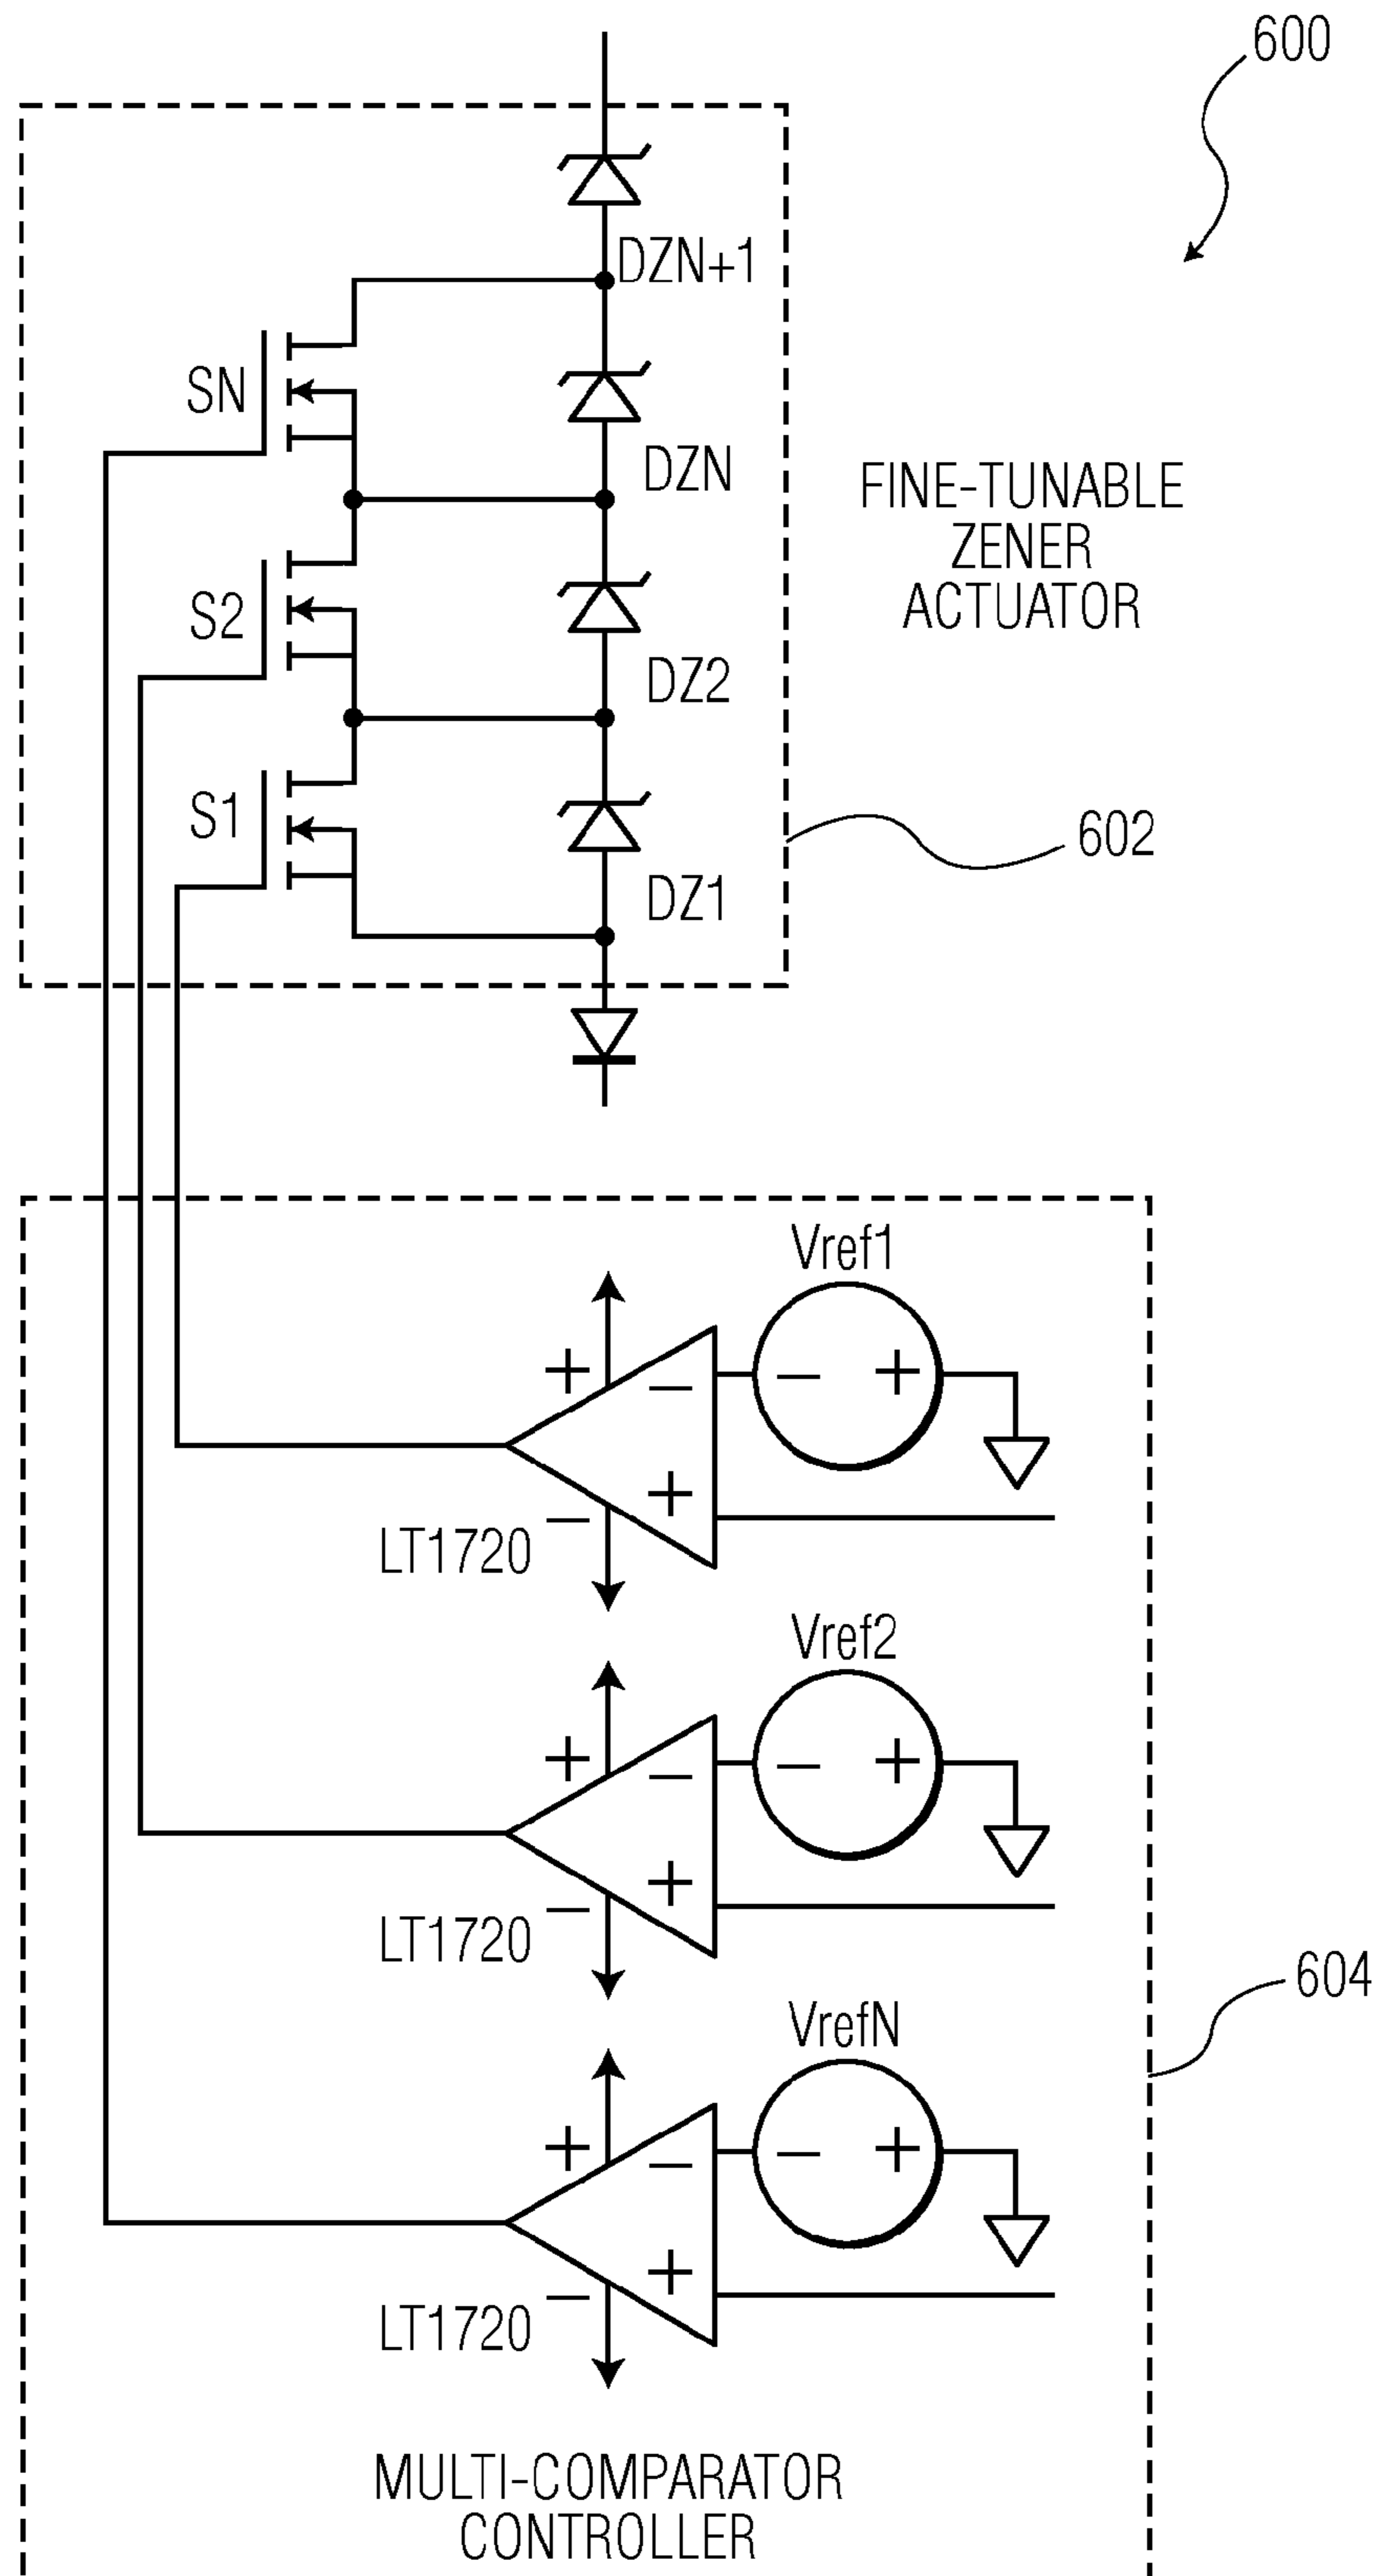 600
DZN+1
SN
DZN
FINE-TUNABLE
ZENER
ACTUATOR
S2
DZ2
S1
602
DZ1
Vref1
+
−
−
+
+
−
LT1720
Vref2
+
−
−
+
+
−
LT1720
604
VrefN
+
−
−
+
+
−
LT1720
MULTI-COMPARATOR
CONTROLLER